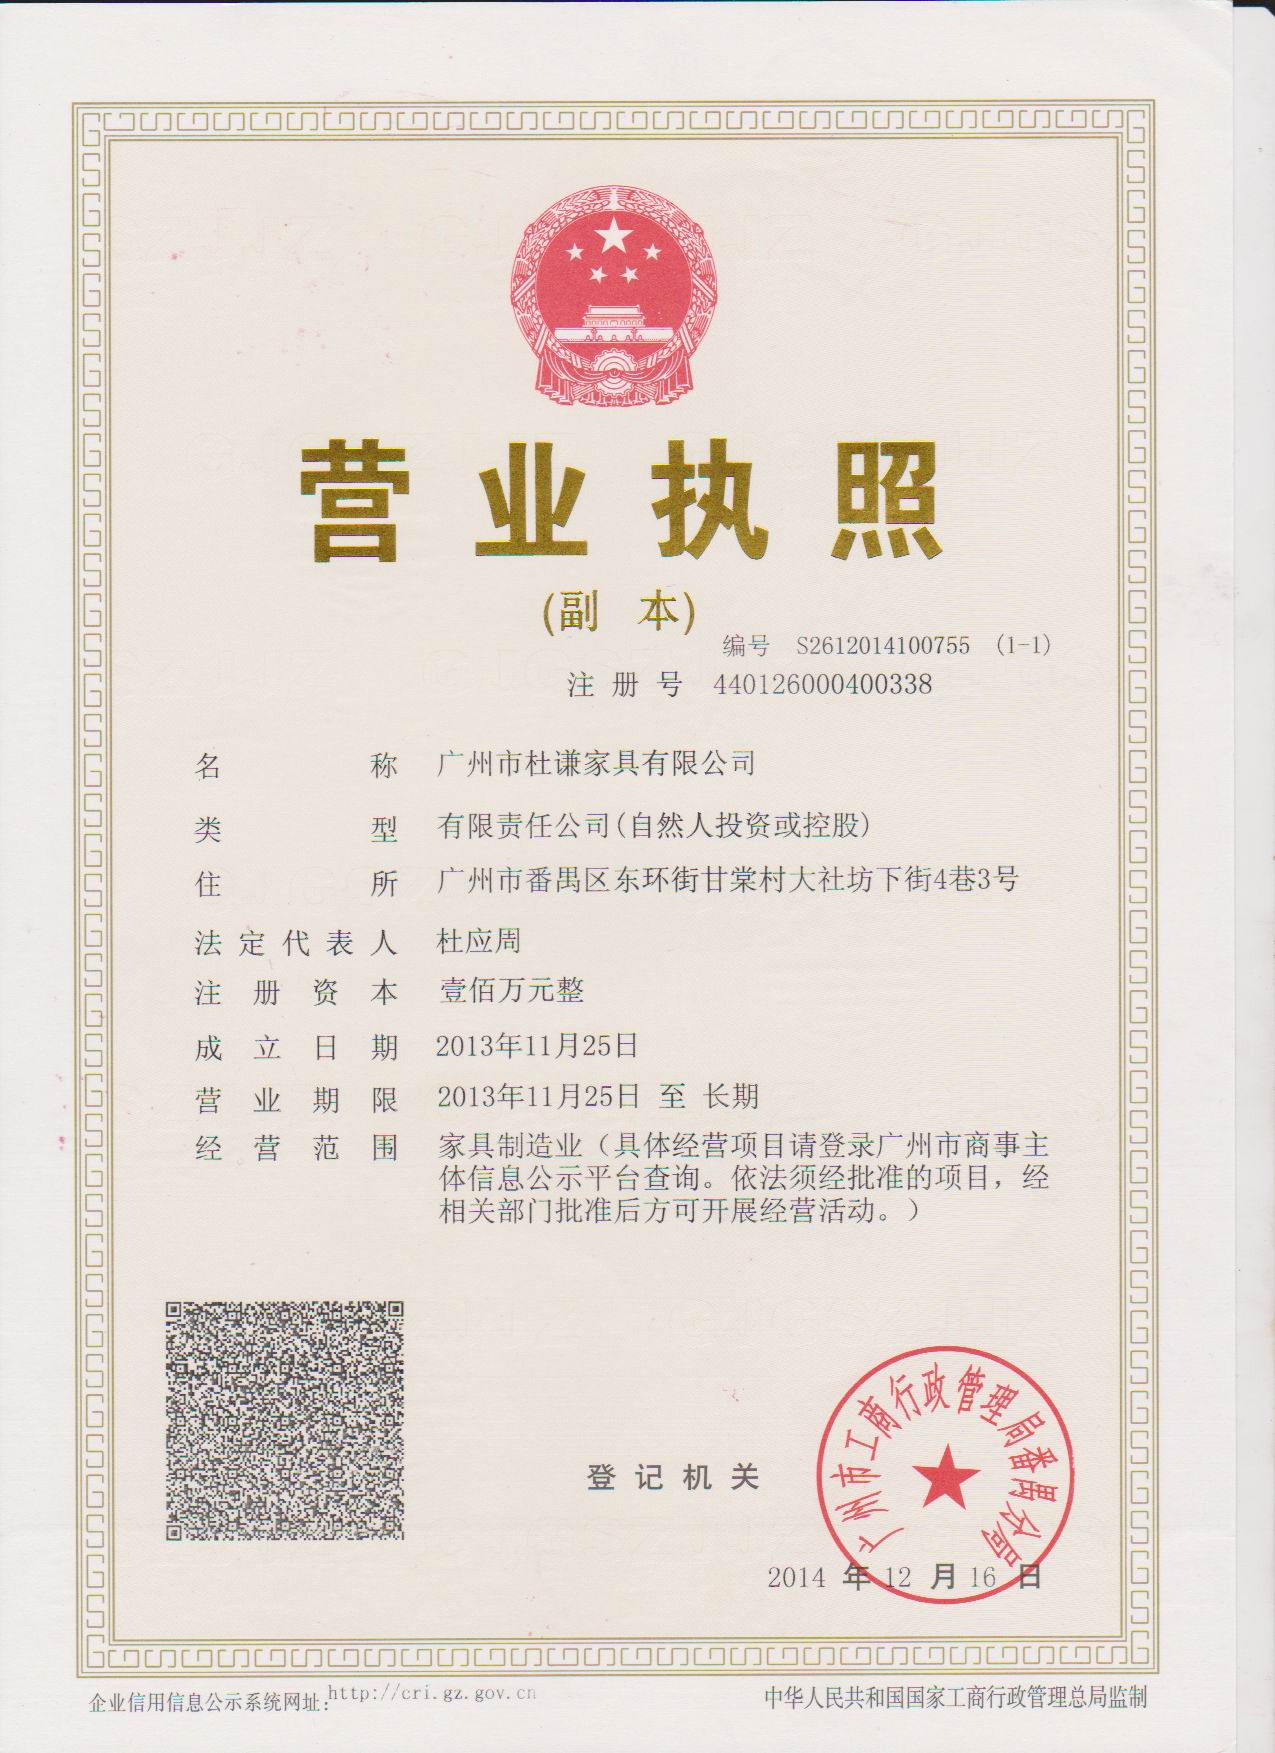 营业执照
(副 本)
编号 S2612014100755 (1-1)
注册号 440126000400338
名称 广州市杜谦家具有限公司
类型 有限责任公司(自然人投资或控股)
住所 广州市番禺区东环街甘棠村大社坊下街4巷3号
法定代表人 杜应周
注册资本 壹佰万元整
成立日期 2013年11月25日
营业期限 2013年11月25日 至 长期
经营范围 家具制造业（具体经营项目请登录广州市商事主
体信息公示平台查询。依法须经批准的项目，经
相关部门批准后方可开展经营活动。）
广州市工商行政管理局番禺分局
登记机关
2014 年 12 月 16 日
企业信用信息公示系统网址：http://cri.gz.gov.cn
中华人民共和国国家工商行政管理总局监制